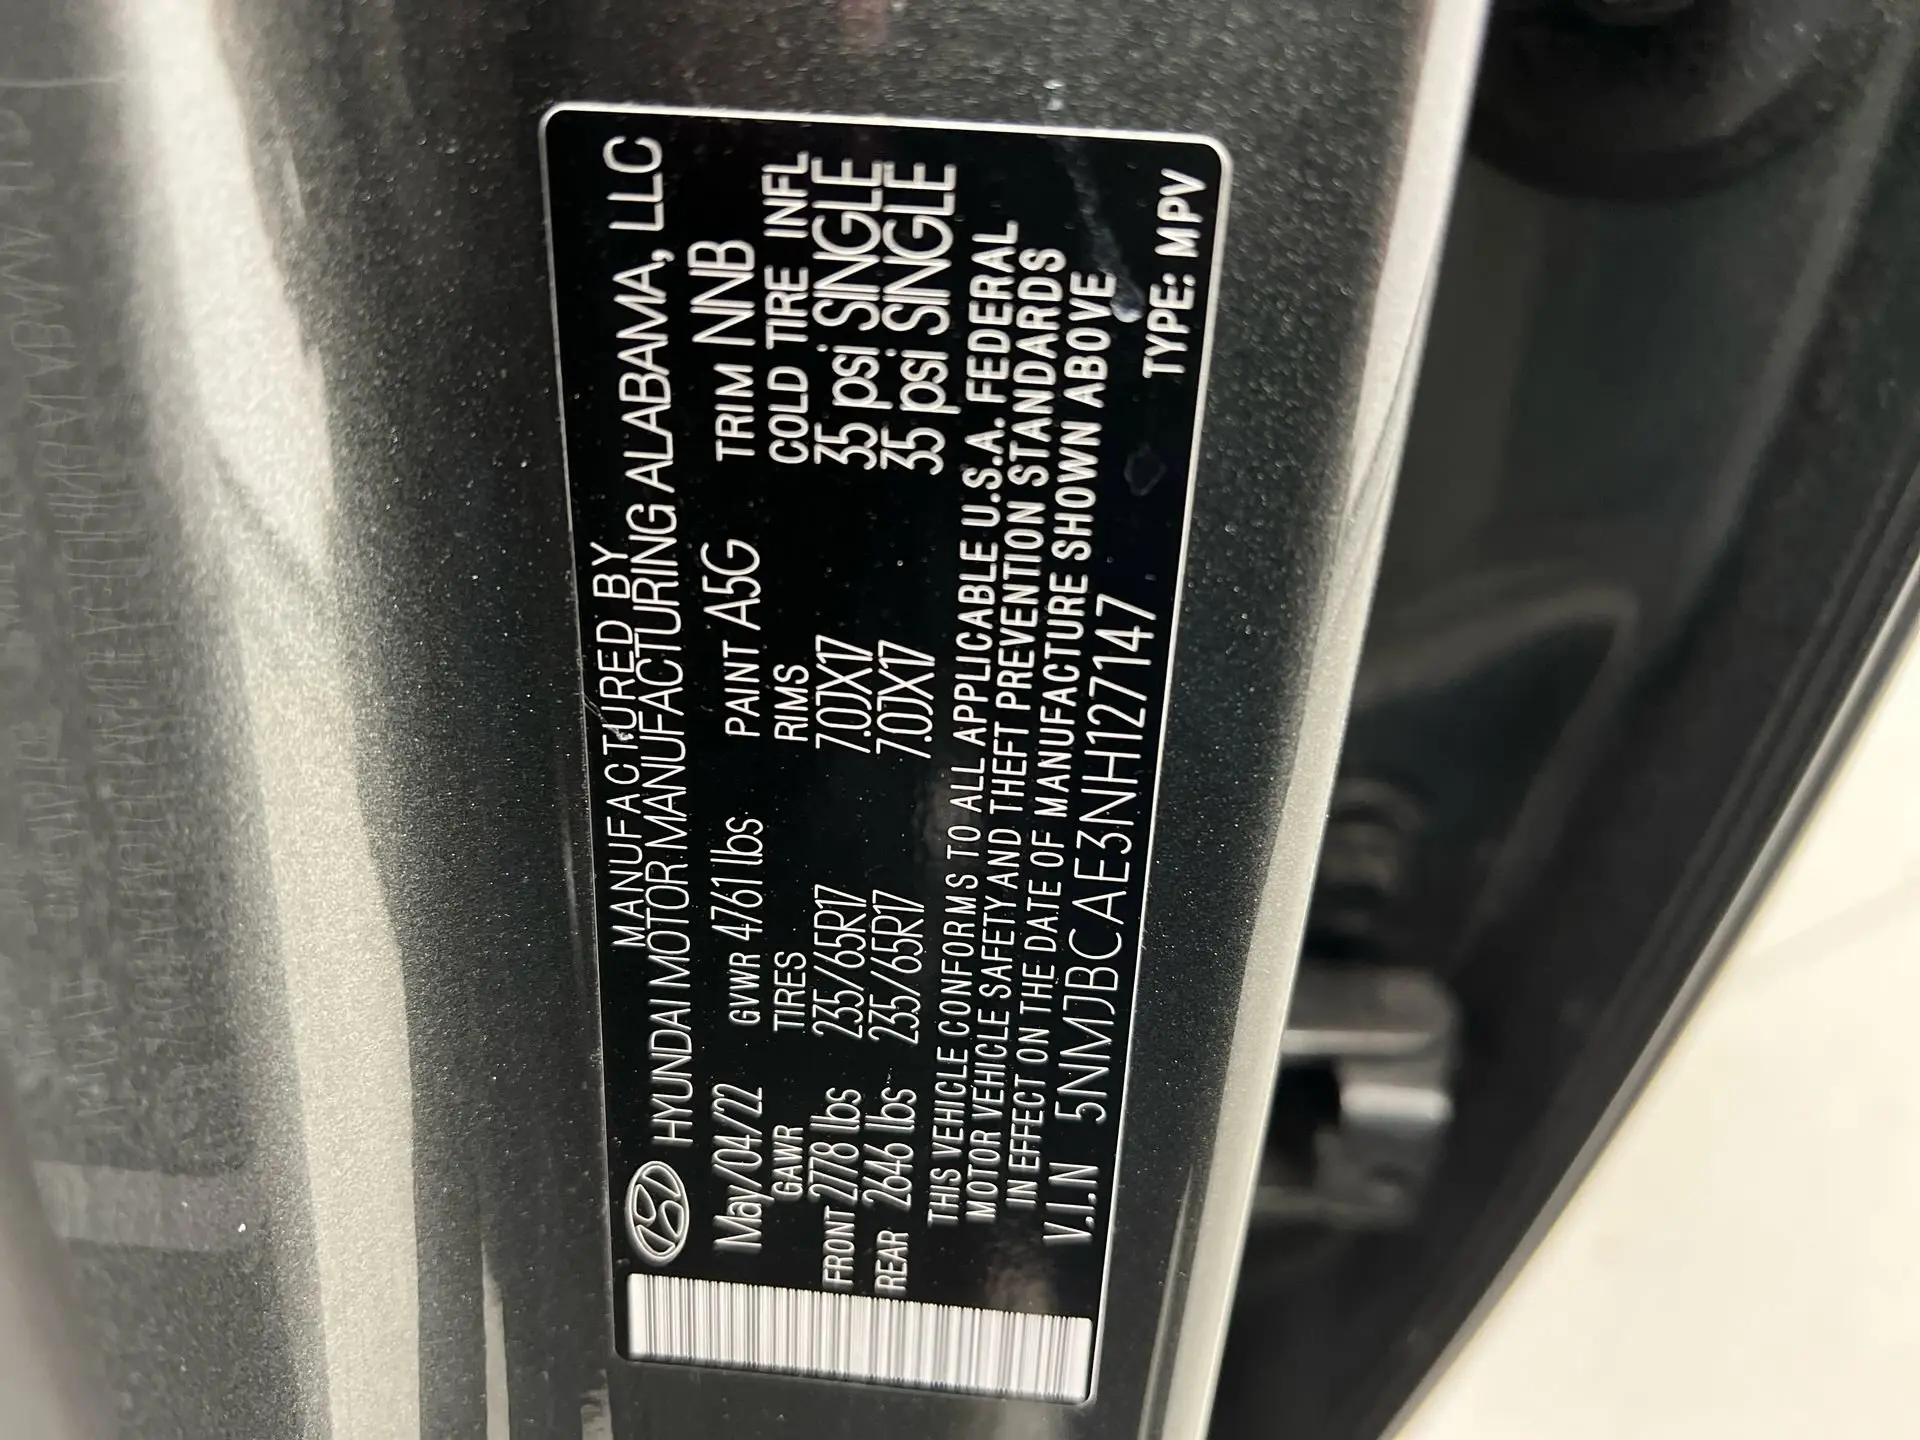 MANUFACTURED BY
HYUNDAI MOTOR MANUFACTURING ALABAMA, LLC
May/04/22 GVWR 4761 lbs PAINT A5G TRIM NNB
GAWR TIRES RIMS COLD TIRE INFL
FRONT 2778 lbs 235/65R17 7.0JX17 35 psi SINGLE
REAR 2646 lbs 235/65R17 7.0JX17 35 psi SINGLE
THIS VEHICLE CONFORMS TO ALL APPLICABLE U.S.A. FEDERAL
MOTOR VEHICLE SAFETY AND THEFT PREVENTION STANDARDS
IN EFFECT ON THE DATE OF MANUFACTURE SHOWN ABOVE
V.I.N 5NMJBCAE3NH127147 TYPE: MPV